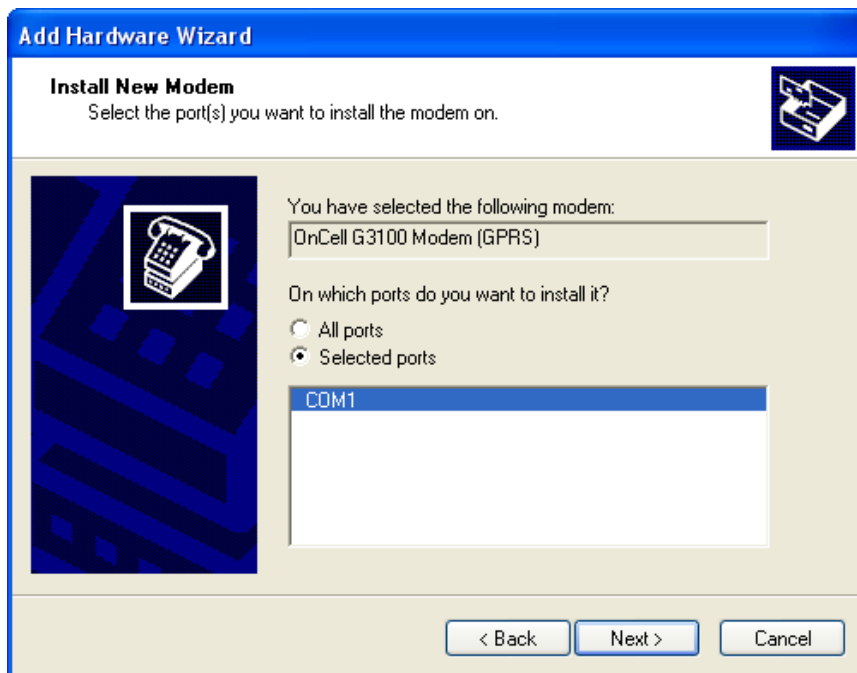 Add Hardware Wizard
Install New Modem
Select the port(s) you want to install the modem on.
You have selected the following modem:
OnCell G3100 Modem (GPRS)
On which ports do you want to install it?
All ports
Selected ports
COM1
< Back Next > Cancel